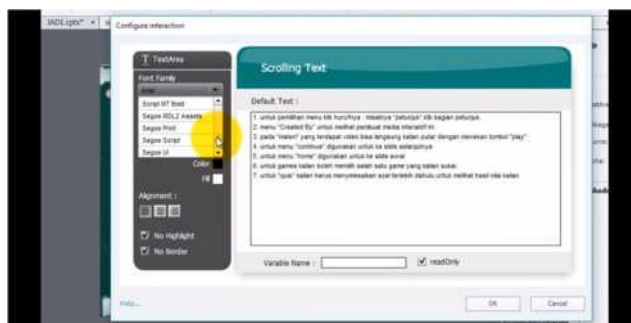 JADI.cptx*
Configure interaction
TextArea
Font Family
Script MT Bold
Segoe MDL2 Assets
Segoe Print
Segoe Script
Segoe UI
Color
Fill
Alignment :
No Highlight
No Border
Scrolling Text
Default Text :
1. untuk pemilihan menu klik hurufnya : misalnya "petunjuk" klik bagian petunjuk.
2. menu "Created By" untuk melihat pembuat media interaktif ini
3. pada "materi" yang terdapat video bisa langsung kalian putar dengan menekan tombol "play"
4. untuk menu "continue" digunakan untuk ke slide selanjutnya
5. untuk menu "home" digunakan untuk ke slide awal
6. untuk games kalian boleh memilih salah satu game yang kalian sukai
7. untuk "quis" kalian harus menyelesaikan soal terlebih dahulu untuk melihat hasil nilai kalian
Variable Name :
readOnly
Help...
OK
Cancel